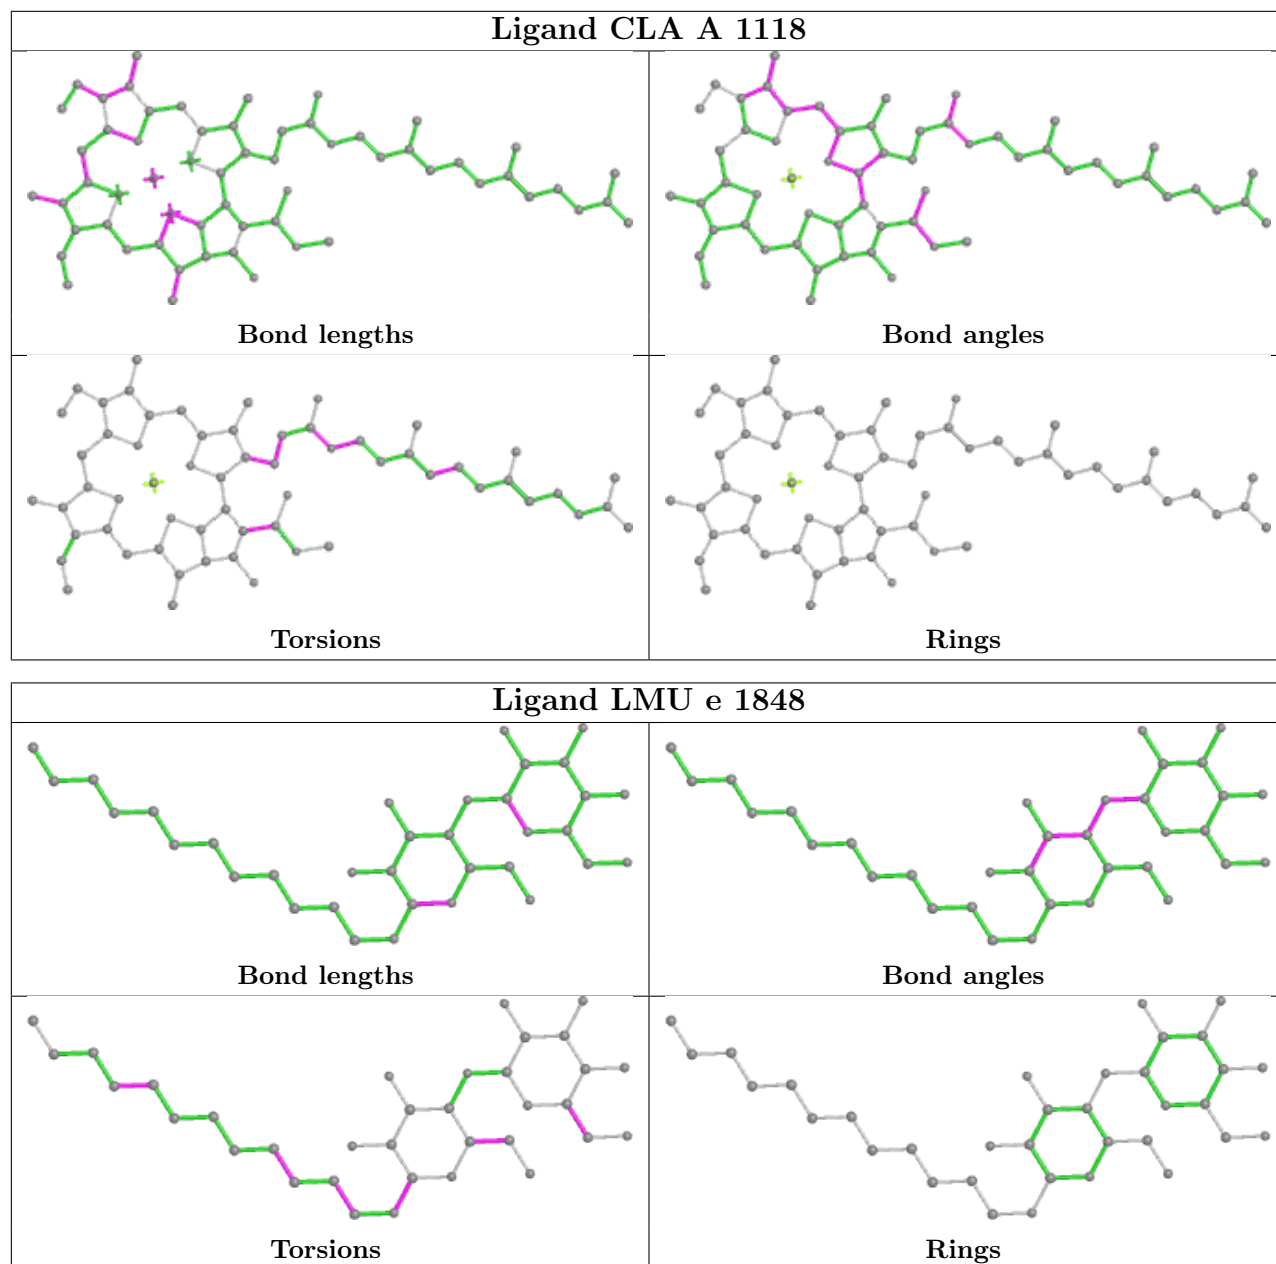 Ligand CLA A 1118
Bond lengths
Bond angles
Torsions
Rings
Ligand LMU e 1848
Bond lengths
Bond angles
Torsions
Rings